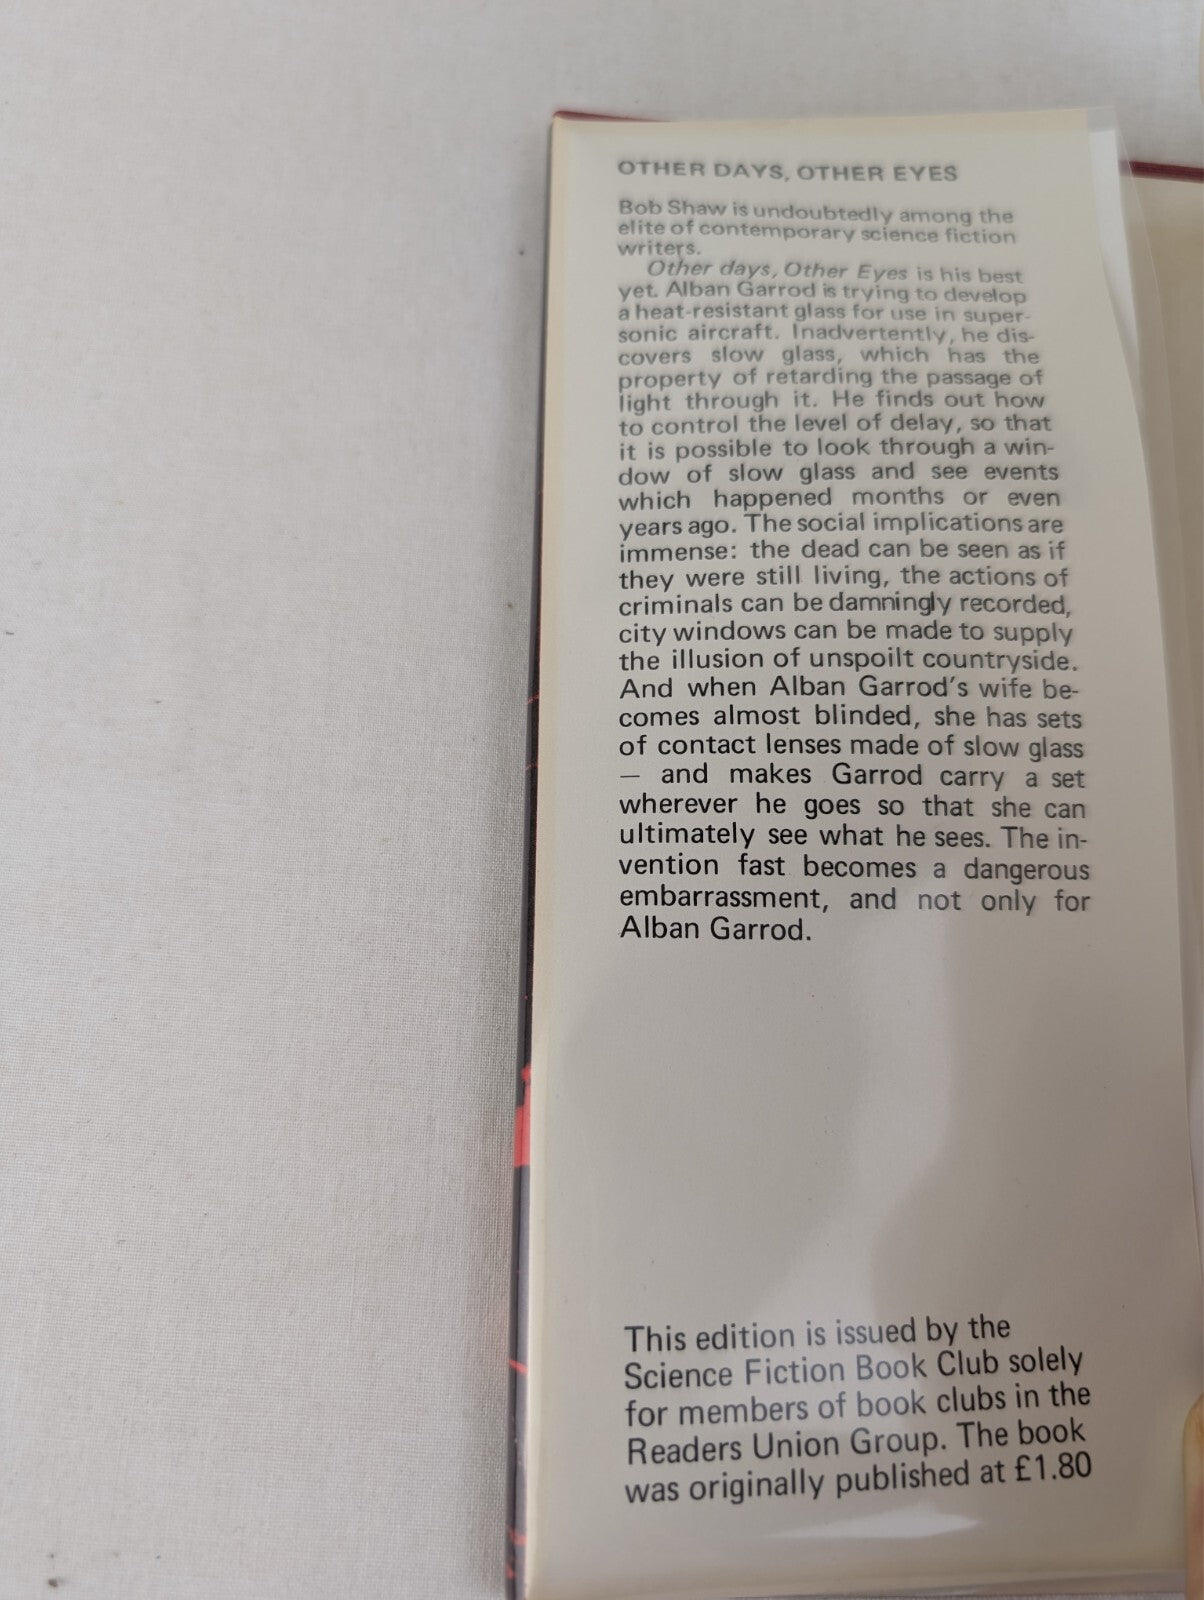 OTHER DAYS, OTHER EYES
Bob Shaw is undoubtedly among the
elite of contemporary science fiction
writers.
Other days, Other Eyes is his best
yet. Alban Garrod is trying to develop
a heat-resistant glass for use in super-
sonic aircraft. Inadvertently, he dis-
covers slow glass, which has the
property of retarding the passage of
light through it. He finds out how
to control the level of delay, so that
it is possible to look through a win-
dow of slow glass and see events
which happened months or even
years ago. The social implications are
immense: the dead can be seen as if
they were still living, the actions of
criminals can be damningly recorded,
city windows can be made to supply
the illusion of unspoilt countryside.
And when Alban Garrod's wife be-
comes almost blinded, she has sets
of contact lenses made of slow glass
— and makes Garrod carry a set
wherever he goes so that she can
ultimately see what he sees. The in-
vention fast becomes a dangerous
embarrassment, and not only for
Alban Garrod.
This edition is issued by the
Science Fiction Book Club solely
for members of book clubs in the
Readers Union Group. The book
was originally published at £1.80